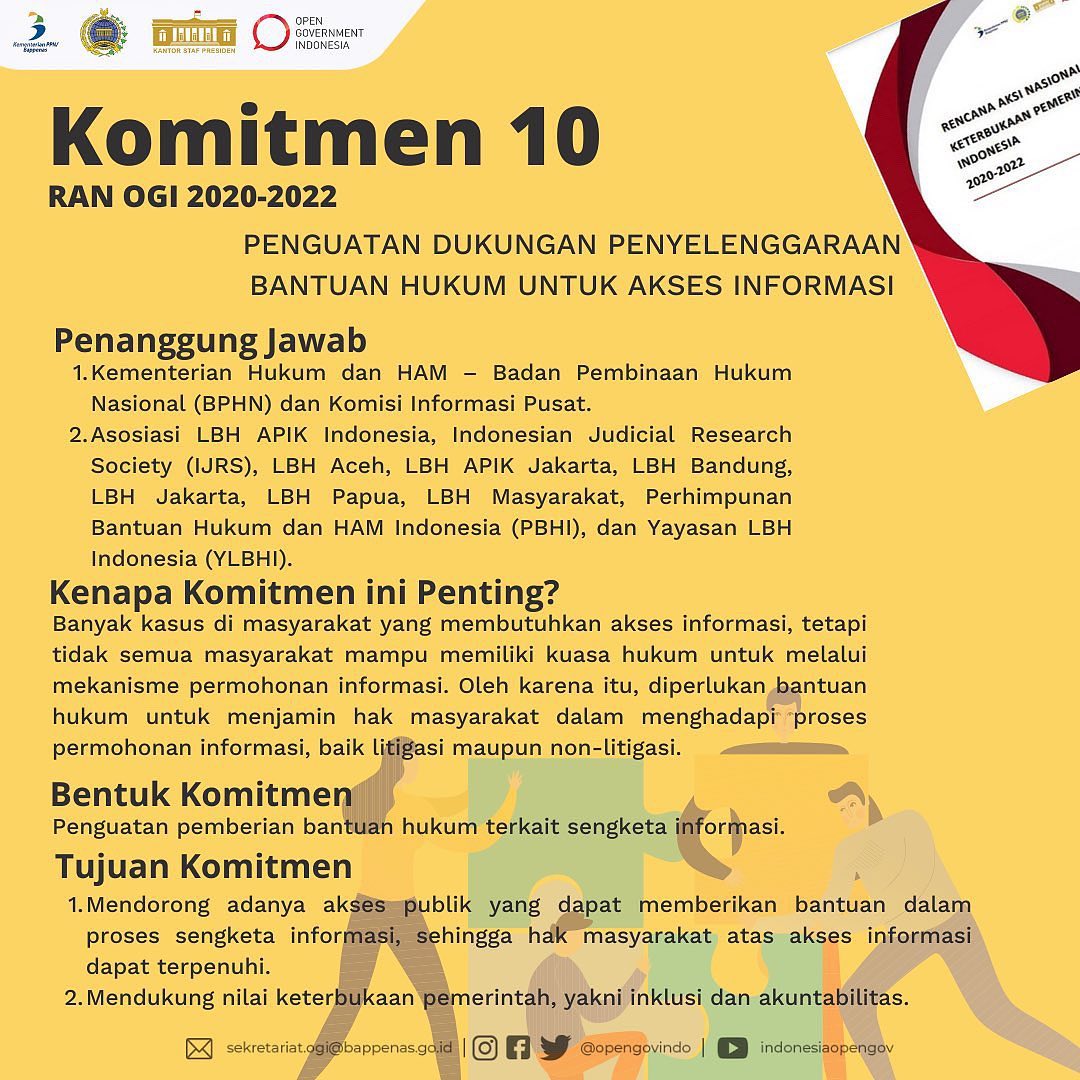 Kementerian PPN/
Bappenas
KANTOR STAF PRESIDEN
OPEN
GOVERNMENT
INDONESIA
RENCANA AKSI NASIONAL
KETERBUKAAN
INDONESIA
2020-2022
Komitmen 10
RAN OGI 2020-2022
PENGUATAN DUKUNGAN PENYELENGGARAAN
BANTUAN HUKUM UNTUK AKSES INFORMASI
Penanggung Jawab
1. Kementerian Hukum dan HAM – Badan Pembinaan Hukum
Nasional (BPHN) dan Komisi Informasi Pusat.
2. Asosiasi LBH APIK Indonesia, Indonesian Judicial Research
Society (IJRS), LBH Aceh, LBH APIK Jakarta, LBH Bandung,
LBH Jakarta, LBH Papua, LBH Masyarakat, Perhimpunan
Bantuan Hukum dan HAM Indonesia (PBHI), dan Yayasan LBH
Indonesia (YLBHI).
Kenapa Komitmen ini Penting?
Banyak kasus di masyarakat yang membutuhkan akses informasi, tetapi
tidak semua masyarakat mampu memiliki kuasa hukum untuk melalui
mekanisme permohonan informasi. Oleh karena itu, diperlukan bantuan
hukum untuk menjamin hak masyarakat dalam menghadapi proses
permohonan informasi, baik litigasi maupun non-litigasi.
Bentuk Komitmen
Penguatan pemberian bantuan hukum terkait sengketa informasi.
Tujuan Komitmen
1. Mendorong adanya akses publik yang dapat memberikan bantuan dalam
proses sengketa informasi, sehingga hak masyarakat atas akses informasi
dapat terpenuhi.
2. Mendukung nilai keterbukaan pemerintah, yakni inklusi dan akuntabilitas.
sekretariat.ogi@bappenas.go.id | @opengovindo | indonesiaopengov